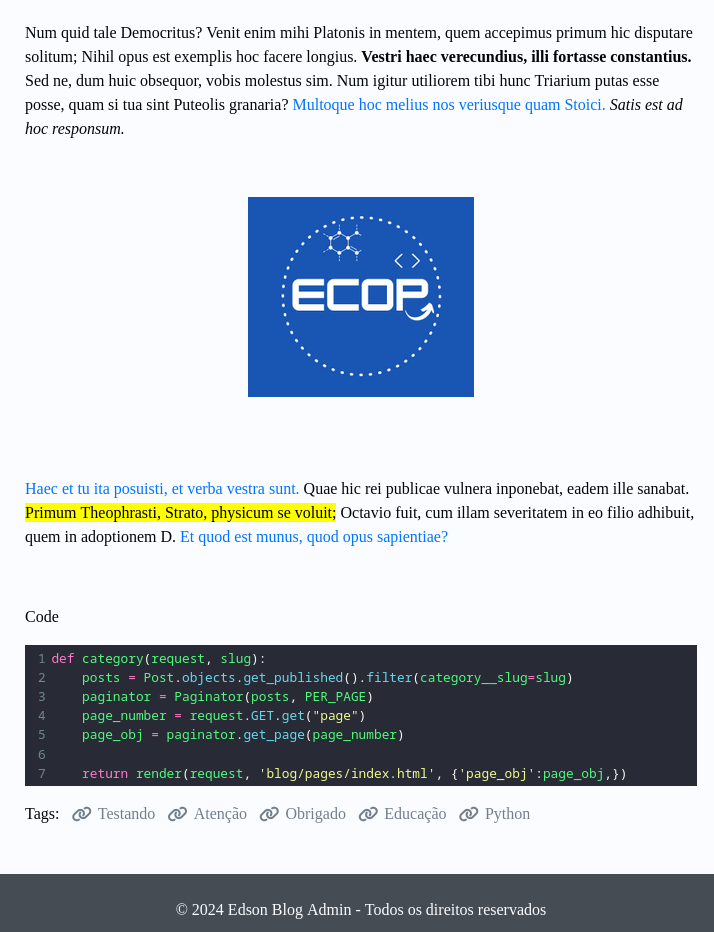 Num quid tale Democritus? Venit enim mihi Platonis in mentem, quem accepimus primum hic disputare
solitum; Nihil opus est exemplis hoc facere longius. Vestri haec verecundius, illi fortasse constantius.
Sed ne, dum huic obsequor, vobis molestus sim. Num igitur utiliorem tibi hunc Triarium putas esse
posse, quam si tua sint Puteolis granaria? Multoque hoc melius nos veriusque quam Stoici. Satis est ad
hoc responsum.
ECOP
Haec et tu ita posuisti, et verba vestra sunt. Quae hic rei publicae vulnera inponebat, eadem ille sanabat.
Primum Theophrasti, Strato, physicum se voluit; Octavio fuit, cum illam severitatem in eo filio adhibuit,
quem in adoptionem D. Et quod est munus, quod opus sapientiae?
Code
1 def category(request, slug):
2     posts = Post.objects.get_published().filter(category__slug=slug)
3     paginator = Paginator(posts, PER_PAGE)
4     page_number = request.GET.get("page")
5     page_obj = paginator.get_page(page_number)
6
7     return render(request, 'blog/pages/index.html', {'page_obj':page_obj,})
Tags: Testando Atenção Obrigado Educação Python
© 2024 Edson Blog Admin - Todos os direitos reservados